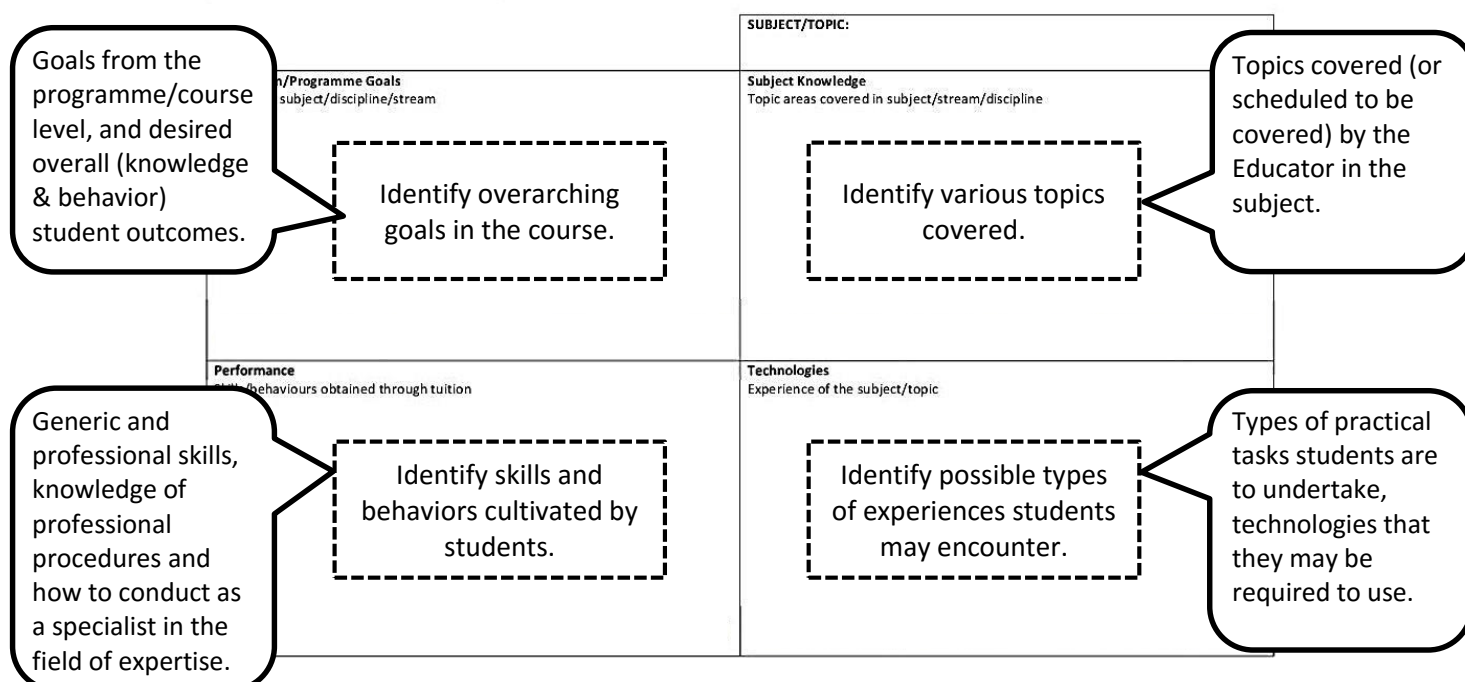 SUBJECT/TOPIC:
Goals from the
programme/course
level, and desired
overall (knowledge
& behavior)
student outcomes.
/Programme Goals
subject/discipline/stream
Identify overarching
goals in the course.
Subject Knowledge
Topic areas covered in subject/stream/discipline
Identify various topics
covered.
Topics covered (or
scheduled to be
covered) by the
Educator in the
subject.
Performance
/behaviours obtained through tuition
Generic and
professional skills,
knowledge of
professional
procedures and
how to conduct as
a specialist in the
field of expertise.
Identify skills and
behaviors cultivated by
students.
Technologies
Experience of the subject/topic
Identify possible types
of experiences students
may encounter.
Types of practical
tasks students are
to undertake,
technologies that
they may be
required to use.